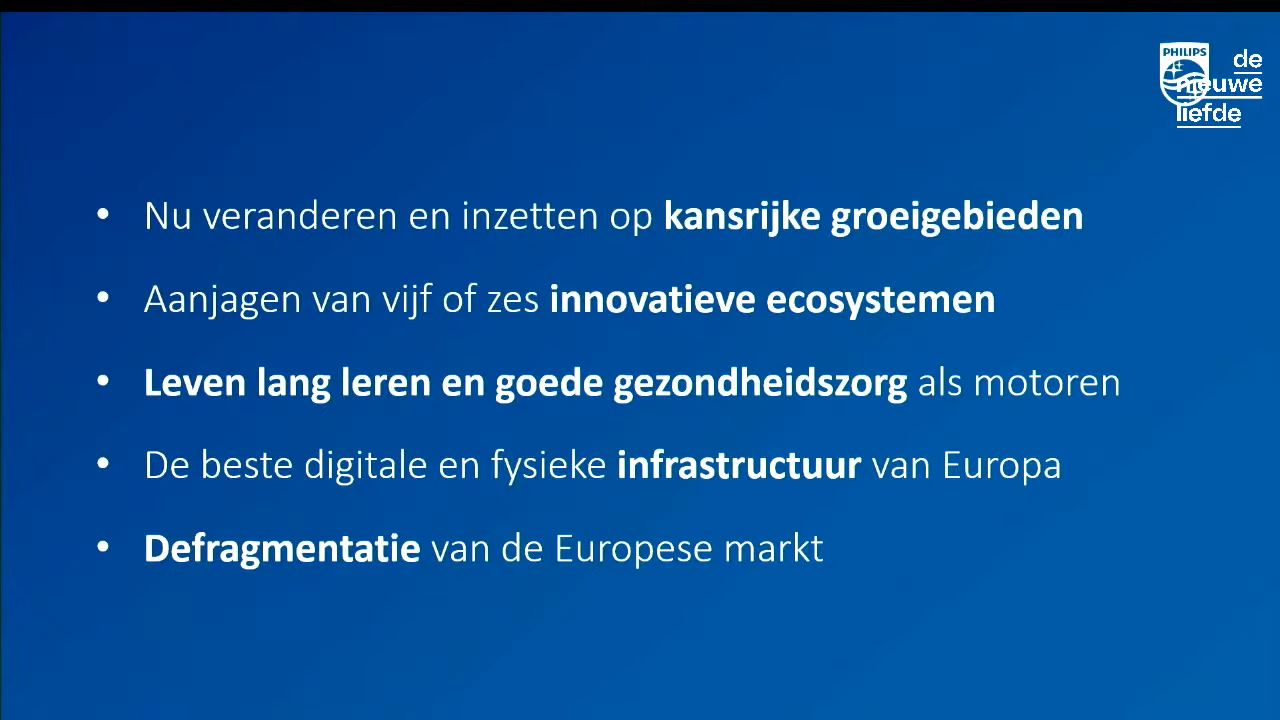 PHILIPS
de
nieuwe
liefde
• Nu veranderen en inzetten op kansrijke groeigebieden
• Aanjagen van vijf of zes innovatieve ecosystemen
• Leven lang leren en goede gezondheidszorg als motoren
• De beste digitale en fysieke infrastructuur van Europa
• Defragmentatie van de Europese markt